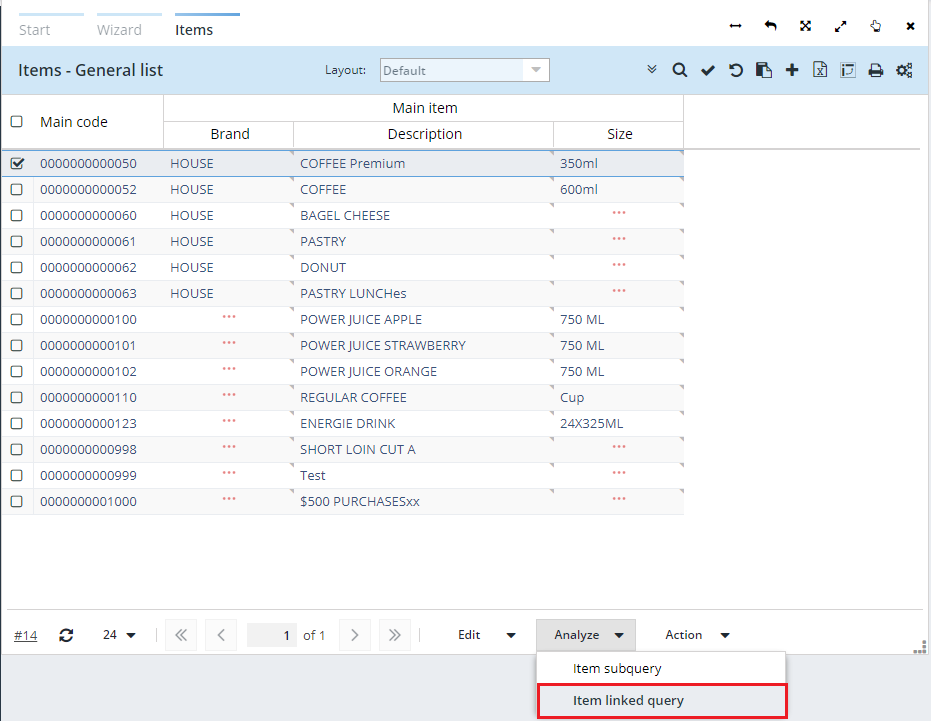 Start Wizard Items
Items - General list Layout: Default
Main item
Main code
Brand Description Size
0000000000050 HOUSE COFFEE Premium 350ml
0000000000052 HOUSE COFFEE 600ml
0000000000060 HOUSE BAGEL CHEESE ***
0000000000061 HOUSE PASTRY ***
0000000000062 HOUSE DONUT ***
0000000000063 HOUSE PASTRY LUNCHes ***
0000000000100 *** POWER JUICE APPLE 750 ML
0000000000101 *** POWER JUICE STRAWBERRY 750 ML
0000000000102 *** POWER JUICE ORANGE 750 ML
0000000000110 *** REGULAR COFFEE Cup
0000000000123 *** ENERGIE DRINK 24X325ML
0000000000998 *** SHORT LOIN CUT A ***
0000000000999 *** Test ***
0000000001000 *** $500 PURCHASESxx ***
#14 24 1 of 1 Edit Analyze Action
Item subquery
Item linked query